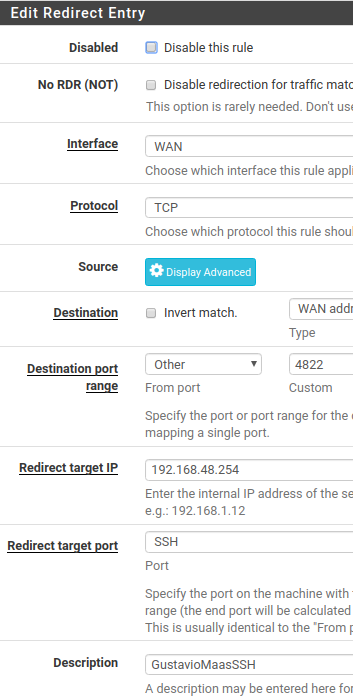 Edit Redirect Entry
Disabled Disable this rule
No RDR (NOT) Disable redirection for traffic matc
This option is rarely needed. Don't use
Interface WAN
Choose which interface this rule appli
Protocol TCP
Choose which protocol this rule shoul
Source Display Advanced
Destination Invert match. WAN addr
Type
Destination port range Other 4822
From port Custom
Specify the port or port range for the
mapping a single port.
Redirect target IP 192.168.48.254
Enter the internal IP address of the se
e.g.: 192.168.1.12
Redirect target port SSH
Port
Specify the port on the machine with
range (the end port will be calculated
This is usually identical to the "From p
Description GustavioMaasSSH
A description may be entered here for